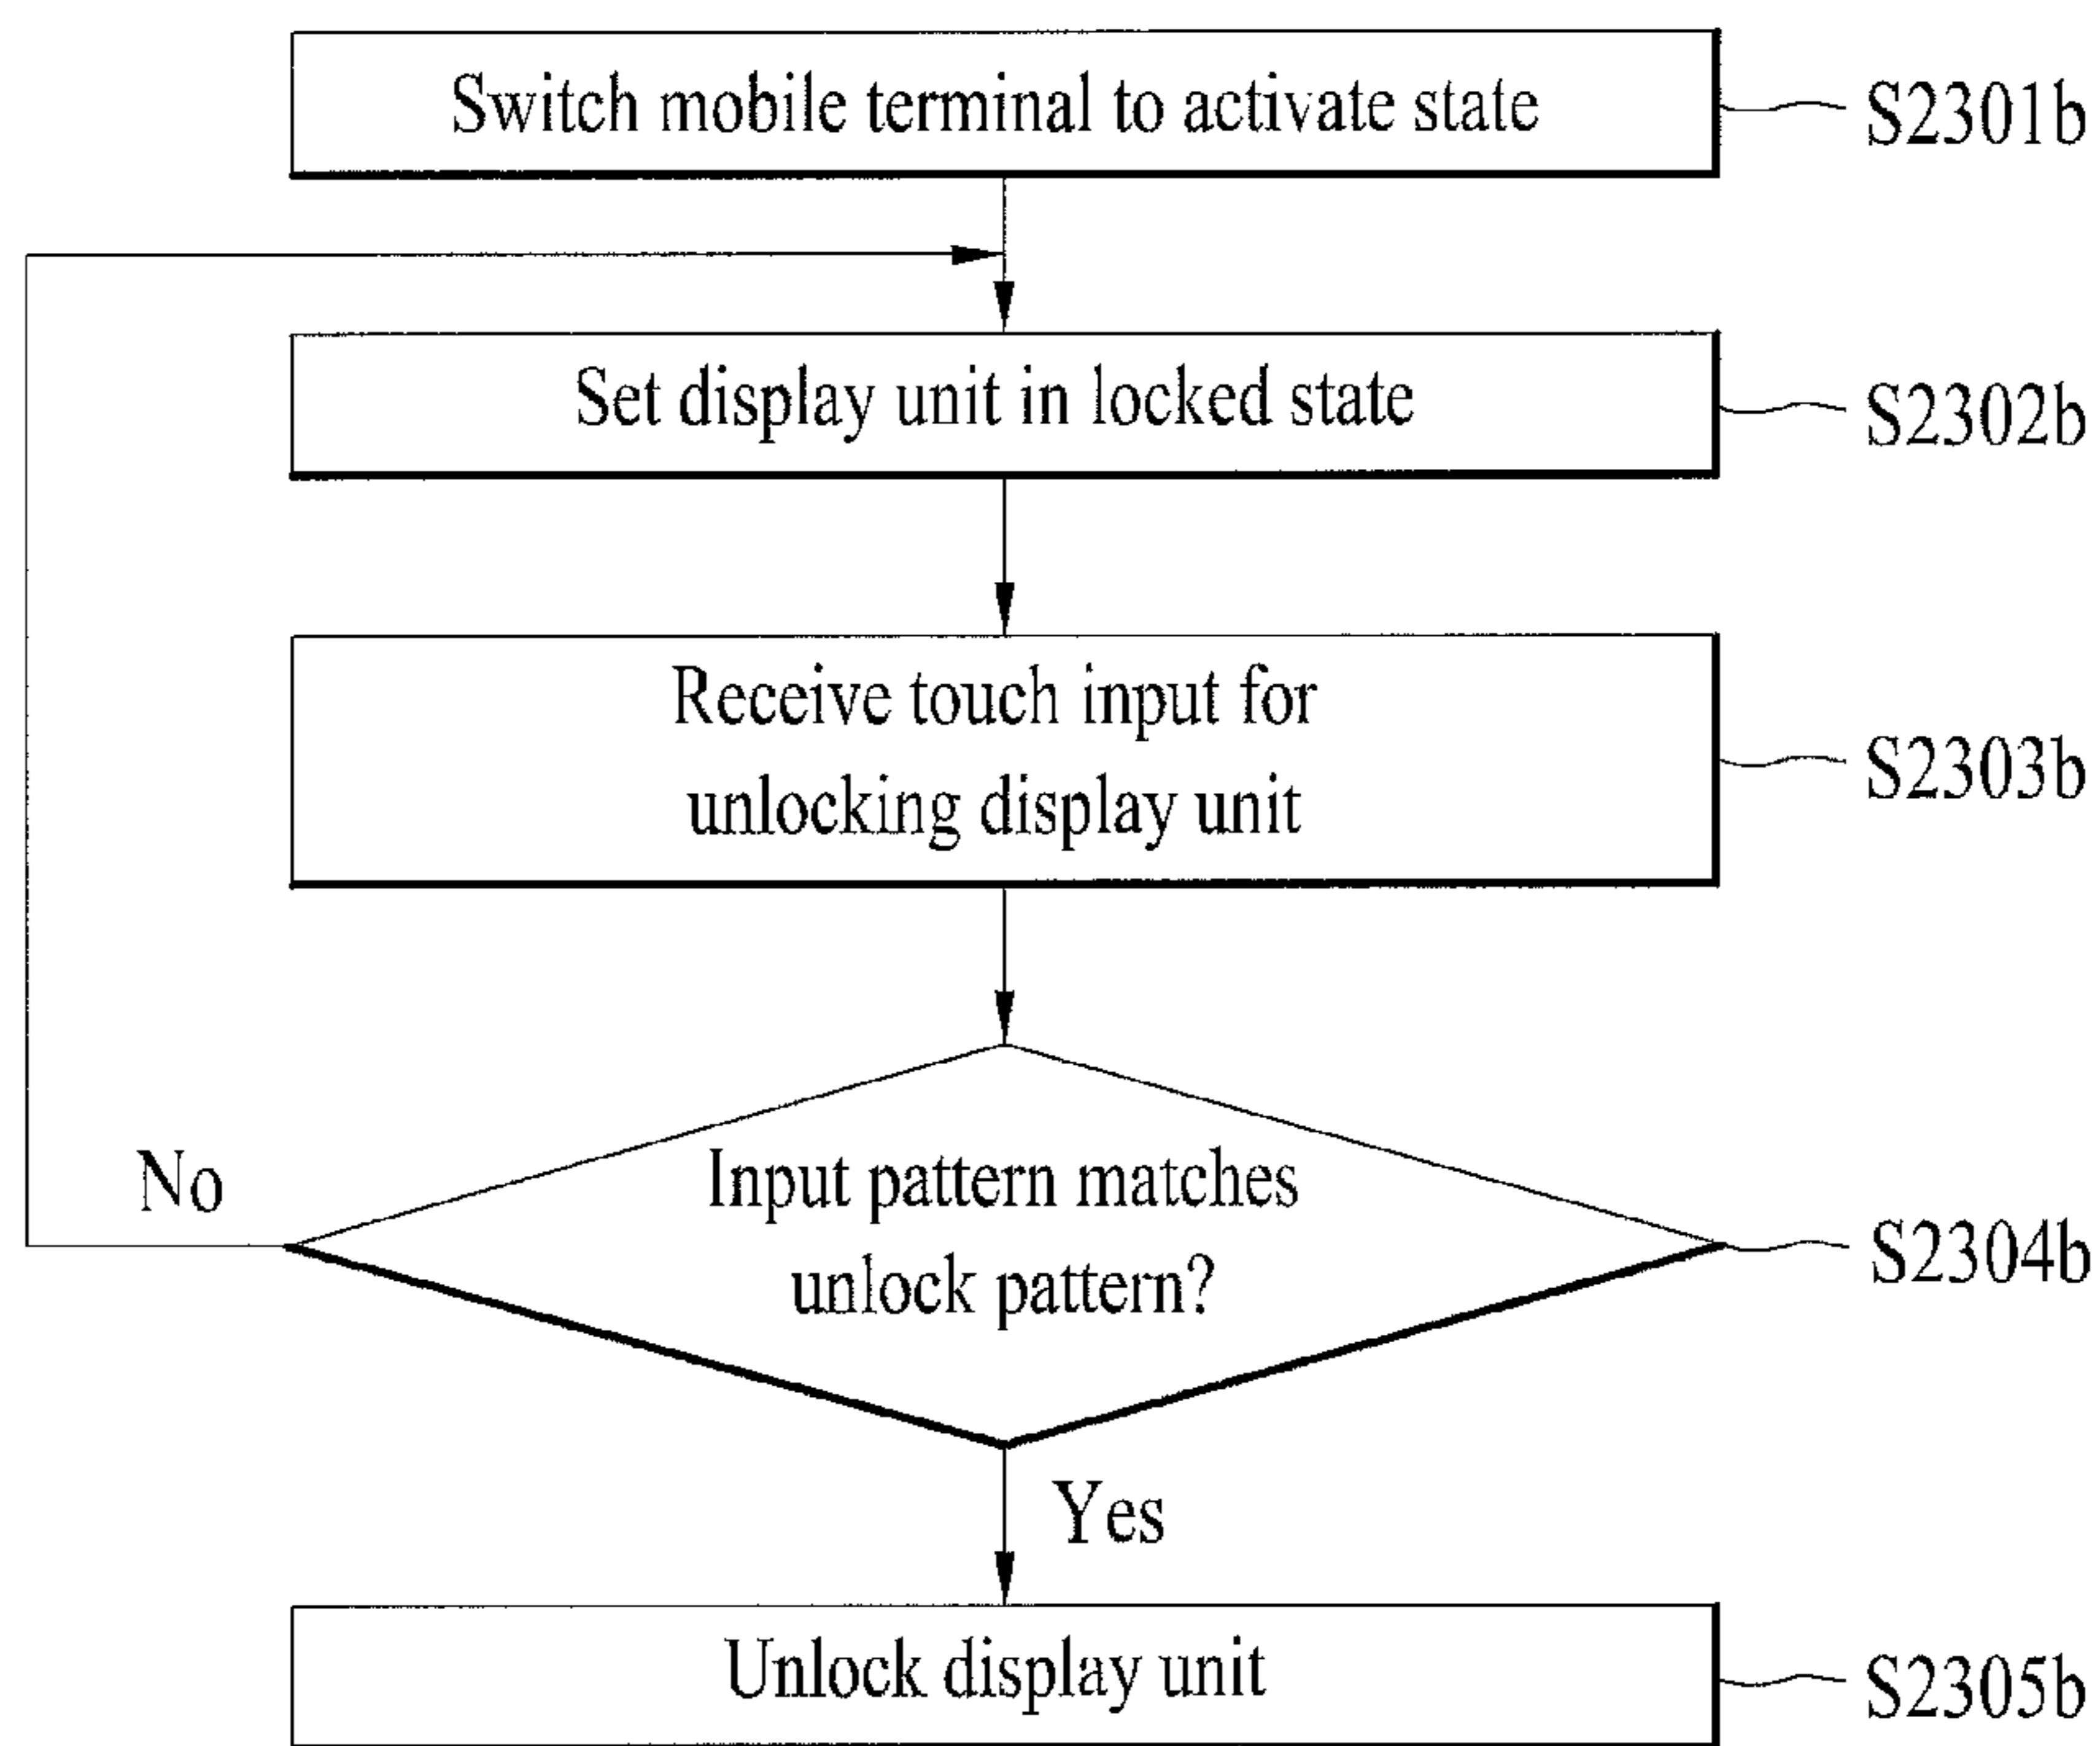 Switch mobile terminal to activate state
S2301b
Set display unit in locked state
S2302b
Receive touch input for
unlocking display unit
S2303b
No
Input pattern matches
unlock pattern?
S2304b
Yes
Unlock display unit
S2305b